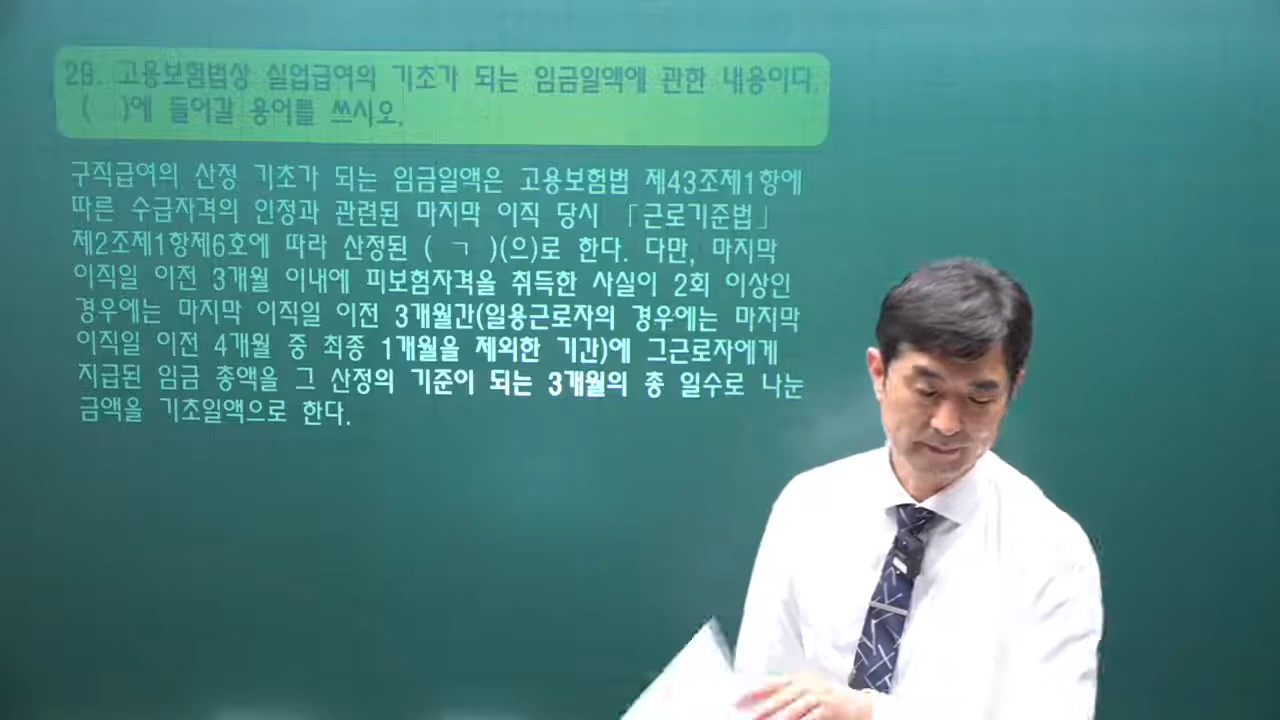 29. 고용보험법상 실업급여의 기초가 되는 임금일액에 관한 내용이다.
( )에 들어갈 용어를 쓰시오.
구직급여의 산정 기초가 되는 임금일액은 고용보험법 제43조제1항에
따른 수급자격의 인정과 관련된 마지막 이직 당시 「근로기준법」
제2조제1항제6호에 따라 산정된 ( ㄱ )(으)로 한다. 다만, 마지막
이직일 이전 3개월 이내에 피보험자격을 취득한 사실이 2회 이상인
경우에는 마지막 이직일 이전 3개월간(일용근로자의 경우에는 마지막
이직일 이전 4개월 중 최종 1개월을 제외한 기간)에 그근로자에게
지급된 임금 총액을 그 산정의 기준이 되는 3개월의 총 일수로 나눈
금액을 기초일액으로 한다.